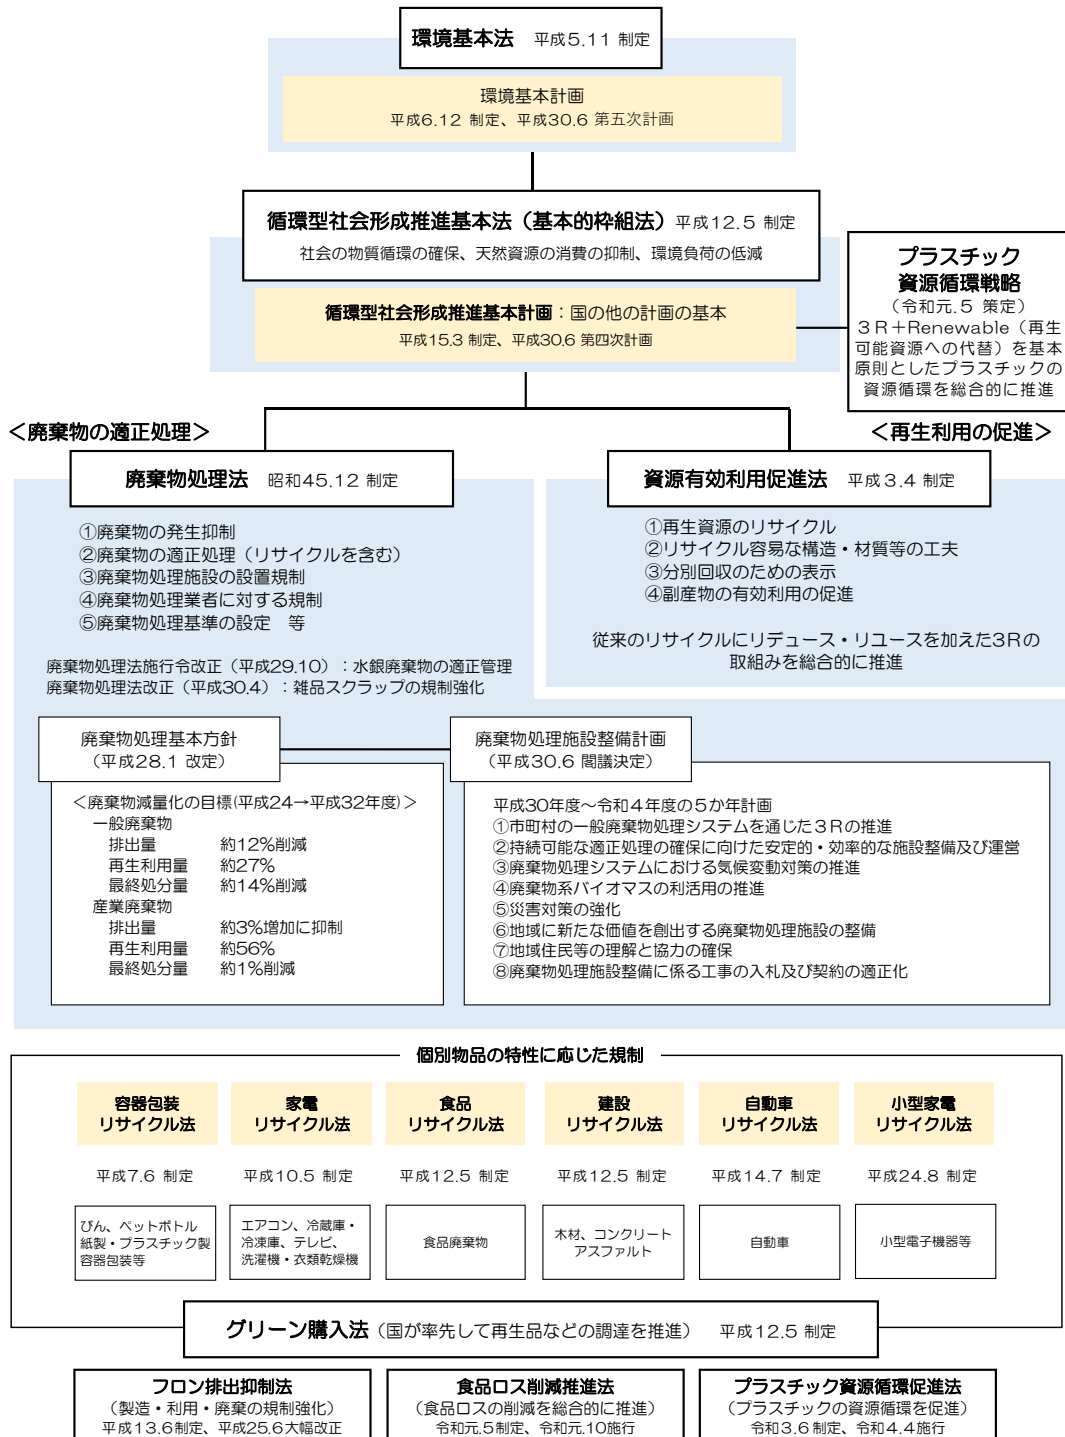 環境基本法　平成5.11 制定
環境基本計画
平成6.12 制定、平成30.6 第五次計画
循環型社会形成推進基本法（基本的枠組法）平成12.5 制定
社会の物質循環の確保、天然資源の消費の抑制、環境負荷の低減
循環型社会形成推進基本計画：国の他の計画の基本
平成15.3 制定、平成30.6 第四次計画
プラスチック
資源循環戦略
（令和元.5 策定）
３Ｒ＋Renewable（再生
可能資源への代替）を基本
原則としたプラスチックの
資源循環を総合的に推進
＜廃棄物の適正処理＞
＜再生利用の促進＞
廃棄物処理法　昭和45.12 制定
①廃棄物の発生抑制
②廃棄物の適正処理（リサイクルを含む）
③廃棄物処理施設の設置規制
④廃棄物処理業者に対する規制
⑤廃棄物処理基準の設定　等
廃棄物処理法施行令改正（平成29.10）：水銀廃棄物の適正管理
廃棄物処理法改正（平成30.4）：雑品スクラップの規制強化
資源有効利用促進法　平成３.４ 制定
①再生資源のリサイクル
②リサイクル容易な構造・材質等の工夫
③分別回収のための表示
④副産物の有効利用の促進
従来のリサイクルにリデュース・リユースを加えた3Ｒの
取組みを総合的に推進
廃棄物処理基本方針
（平成28.1 改定）
＜廃棄物減量化の目標(平成24→平成32年度)＞
一般廃棄物
排出量　約12%削減
再生利用量　約27%
最終処分量　約14%削減
産業廃棄物
排出量　約3%増加に抑制
再生利用量　約56%
最終処分量　約1%削減
廃棄物処理施設整備計画
（平成30.6 閣議決定）
平成30年度～令和４年度の５か年計画
①市町村の一般廃棄物処理システムを通じた３Ｒの推進
②持続可能な適正処理の確保に向けた安定的・効率的な施設整備及び運営
③廃棄物処理システムにおける気候変動対策の推進
④廃棄物系バイオマスの利活用の推進
⑤災害対策の強化
⑥地域に新たな価値を創出する廃棄物処理施設の整備
⑦地域住民等の理解と協力の確保
⑧廃棄物処理施設整備に係る工事の入札及び契約の適正化
個別物品の特性に応じた規制
容器包装
リサイクル法
平成7.6 制定
びん、ペットボトル
紙製・プラスチック製
容器包装等
家電
リサイクル法
平成10.5 制定
エアコン、冷蔵庫・
冷凍庫、テレビ、
洗濯機・衣類乾燥機
食品
リサイクル法
平成12.5 制定
食品廃棄物
建設
リサイクル法
平成12.5 制定
木材、コンクリート
アスファルト
自動車
リサイクル法
平成14.7 制定
自動車
小型家電
リサイクル法
平成24.8 制定
小型電子機器等
グリーン購入法（国が率先して再生品などの調達を推進）　平成12.5 制定
フロン排出抑制法
（製造・利用・廃棄の規制強化）
平成13.6制定、平成25.6大幅改正
食品ロス削減推進法
（食品ロスの削減を総合的に推進）
令和元.5制定、令和元.10施行
プラスチック資源循環促進法
（プラスチックの資源循環を促進）
令和3.6制定、令和4.4施行